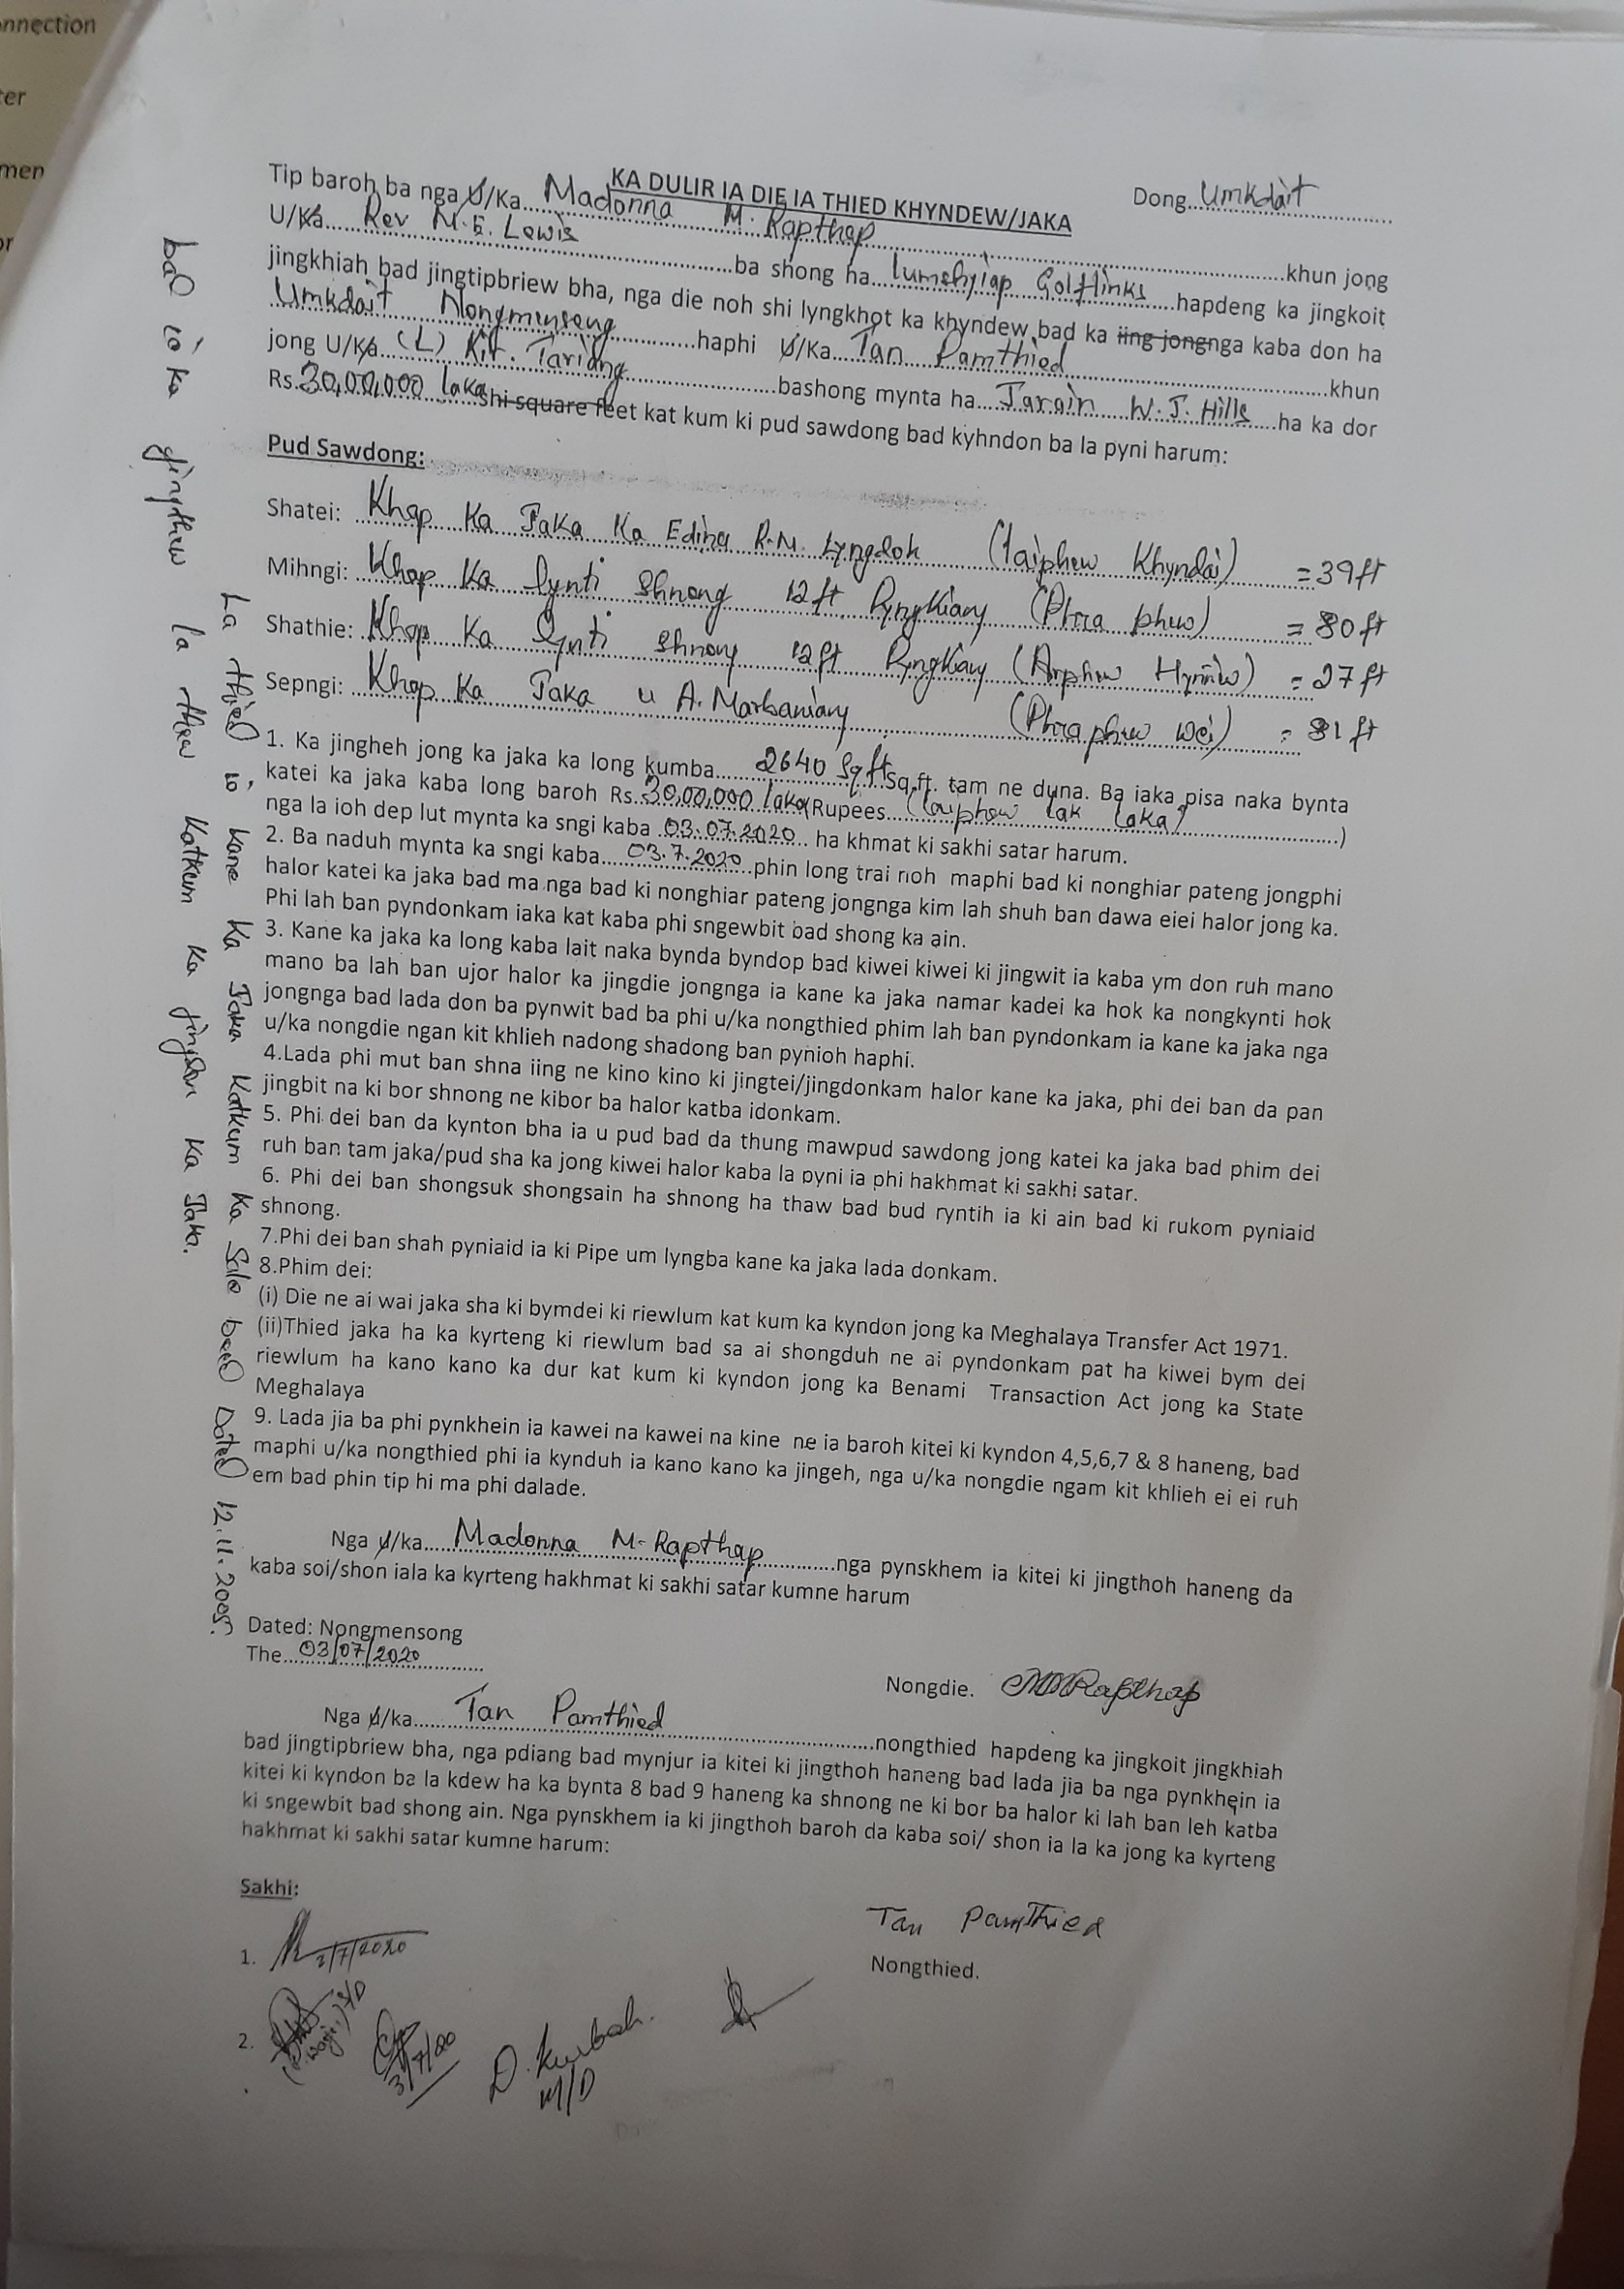 nnection
ter
men
or
KA DULIR IA DIE IA THIED KHYNDEW/JAKA
Dong...Umkdait
Tip baroh ba nga U/Ka...Madonna M. Rapthap...khun jong
U/Ka...Rev M.E. Lewis...ba shong ha...Lumshyiap Golflinks...hapdeng ka jingkoit
jingkhiah bad jingtipbriew bha, nga die noh shi lyngkhot ka khyndew bad ka iing jongnga kaba don ha
Umkdait Nongmenseng...haphi U/Ka...Tan Pamthied...khun
jong U/Ka (L) Kit. Tariang...bashong mynta ha...Jarain W.J. Hills...ha ka dor
Rs.30,00,000 laka shi square feet kat kum ki pud sawdong bad kyhndon ba la pyni harum:
Pud Sawdong:
Shatei: Khap Ka Jaka Ka Edina R.M. Lyngdoh (laiphew Khyndai) = 39ft
Mihngi: Khap Ka lynti Shnong 12ft Pyngkiang (Phra phew) = 80ft
Shathie: Khap Ka lynti shnong 12ft Pyngkiang (Arphew Hynñiew) = 27ft
Sepngi: Khap Ka Jaka u A. Marbaniang (Phraphew wei) = 81ft
1. Ka jingheh jong ka jaka ka long kumba...2640 Sqft sq.ft. tam ne duna. Ba iaka pisa naka bynta
katei ka jaka kaba long baroh Rs.30,00,000 laka (Rupees...(laiphew lak laka)...)
nga la ioh dep lut mynta ka sngi kaba 03.07.2020 ha khmat ki sakhi satar harum.
2. Ba naduh mynta ka sngi kaba...03.7.2020 phin long trai noh maphi bad ki nonghiar pateng jongphi
halor katei ka jaka bad ma nga bad ki nonghiar pateng jongnga kim lah shuh ban dawa eiei halor jong ka.
Phi lah ban pyndonkam iaka kat kaba phi sngewbit bad shong ka ain.
3. Kane ka jaka ka long kaba lait naka bynda byndop bad kiwei kiwei ki jingwit ia kaba ym don ruh mano
mano ba lah ban ujor halor ka jingdie jongnga ia kane ka jaka namar kadei ka hok ka nongkynti hok
jongnga bad lada don ba pynwit bad ba phi u/ka nongthied phim lah ban pyndonkam ia kane ka jaka nga
u/ka nongdie ngan kit khlieh nadong shadong ban pynioh haphi.
4.Lada phi mut ban shna iing ne kino kino ki jingtei/jingdonkam halor kane ka jaka, phi dei ban da pan
jingbit na ki bor shnong ne kibor ba halor katba idonkam.
5. Phi dei ban da kynton bha ia u pud bad da thung mawpud sawdong jong katei ka jaka bad phim dei
ruh ban tam jaka/pud sha ka jong kiwei halor kaba la pyni ia phi hakhmat ki sakhi satar.
6. Phi dei ban shongsuk shongsain ha shnong ha thaw bad bud ryntih ia ki ain bad ki rukom pyniaid
shnong.
7.Phi dei ban shah pyniaid ia ki Pipe um lyngba kane ka jaka lada donkam.
8.Phim dei:
(i) Die ne ai wai jaka sha ki bymdei ki riewlum kat kum ka kyndon jong ka Meghalaya Transfer Act 1971.
(ii)Thied jaka ha ka kyrteng ki riewlum bad sa ai shongduh ne ai pyndonkam pat ha kiwei bym dei
riewlum ha kano kano ka dur kat kum ki kyndon jong ka Benami Transaction Act jong ka State
Meghalaya
9. Lada jia ba phi pynkhein ia kawei na kawei na kine ne ia baroh kitei ki kyndon 4,5,6,7 & 8 haneng, bad
maphi u/ka nongthied phi ia kynduh ia kano kano ka jingeh, nga u/ka nongdie ngam kit khlieh ei ei ruh
em bad phin tip hi ma phi dalade.
Nga u/ka...Madonna M. Rapthap...nga pynskhem ia kitei ki jingthoh haneng da
kaba soi/shon iala ka kyrteng hakhmat ki sakhi satar kumne harum
Dated: Nongmensong
The...03/07/2020
Nongdie. MMRapthap
Nga u/ka...Tan Pamthied...nongthied hapdeng ka jingkoit jingkhiah
bad jingtipbriew bha, nga pdiang bad mynjur ia kitei ki jingthoh haneng bad lada jia ba nga pynkhein ia
kitei ki kyndon ba la kdew ha ka bynta 8 bad 9 haneng ka shnong ne ki bor ba halor ki lah ban leh katba
ki sngewbit bad shong ain. Nga pynskhem ia ki jingthoh baroh da kaba soi/ shon ia la ka jong ka kyrteng
hakhmat ki sakhi satar kumne harum:
Sakhi:
Tan Pamthied
Nongthied.
1. 2/7/2020
2.
3/7/20
D. Kurbah.
M/D
La thied ia kane Ka Jaka Katkum Ka Sale deed Dated 12.11.2005.
bad ia ka jingthew la thew katkum ka jingdon ka Jaka.